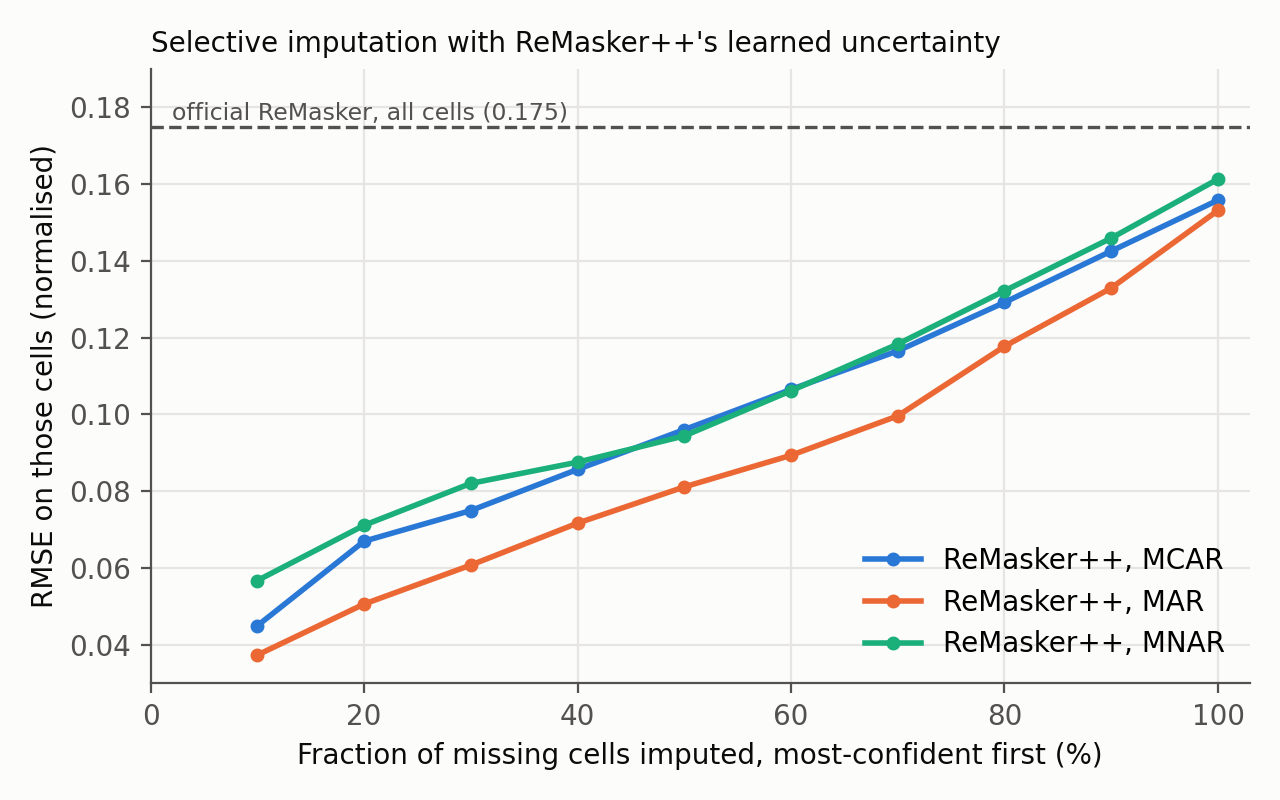 Selective imputation with ReMasker++'s learned uncertainty
official ReMasker, all cells (0.175)
RMSE on those cells (normalised)
0.18
0.16
0.14
0.12
0.10
0.08
0.06
0.04
ReMasker++, MCAR
ReMasker++, MAR
ReMasker++, MNAR
0 20 40 60 80 100
Fraction of missing cells imputed, most-confident first (%)